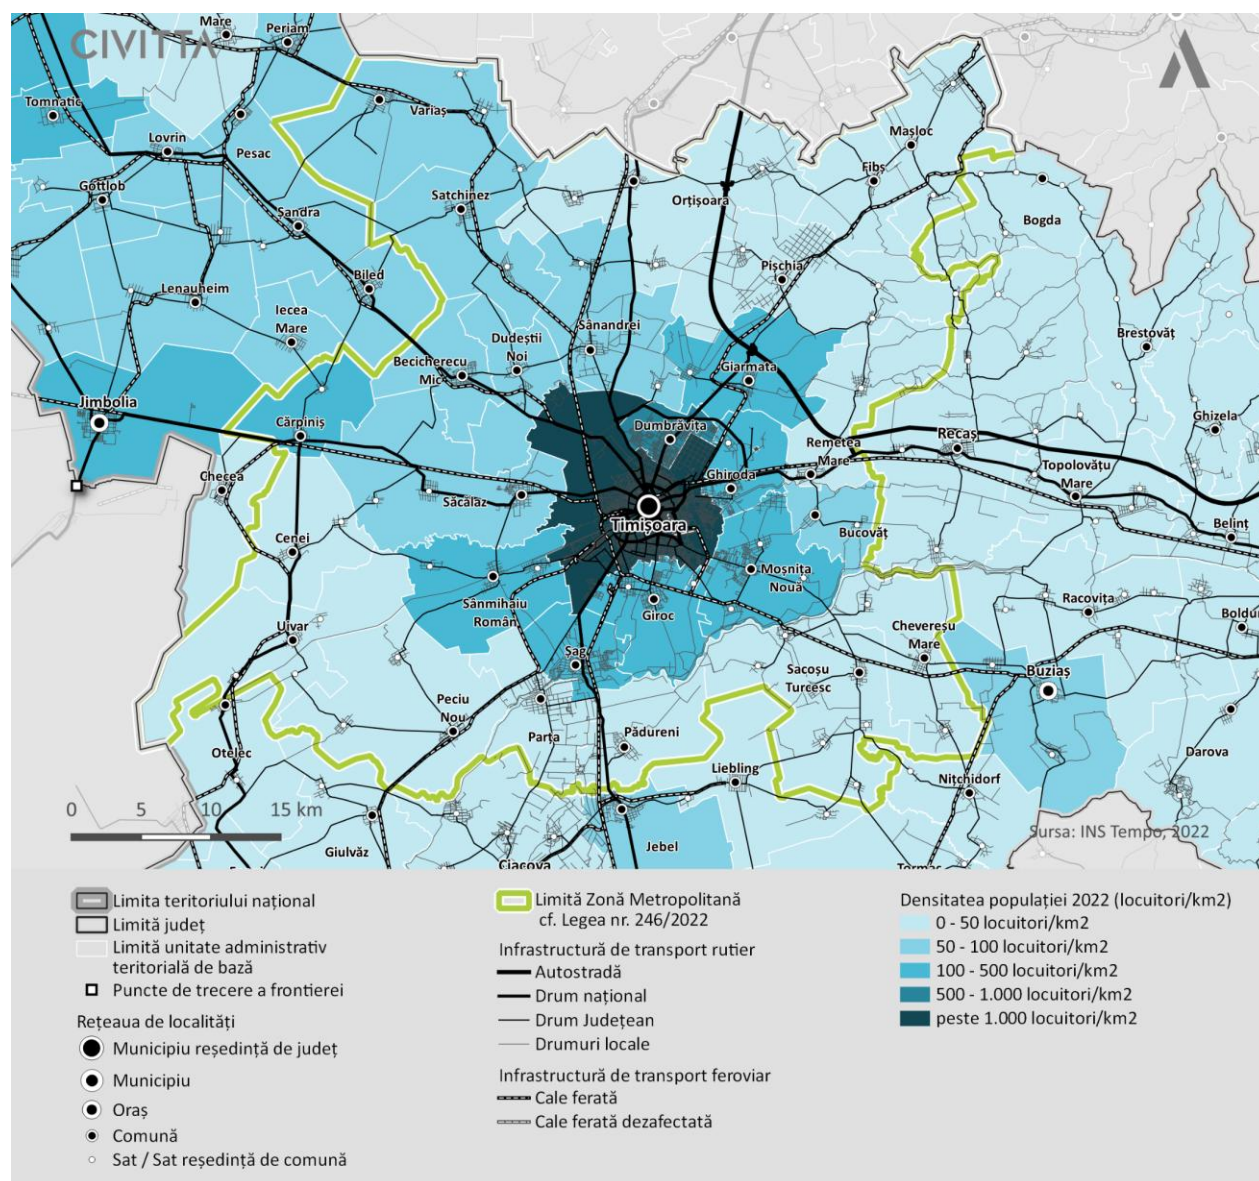 CIVITTA
Mare
Periam
Tomnatic
Variaș
Lovrin
Pesac
Mașloc
Fibș
Gottlob
Satchinez
Orțișoara
Șandra
Bogda
Biled
Pișchia
Lenauheim
Iecea
Mare
Sânandrei
Dudeștii
Noi
Brestovăț
Becicherecu
Mic
Giarmata
Jimbolia
Cărpiniș
Dumbrăvița
Ghizela
Remetea
Mare
Recaș
Checea
Ghiroda
Topolovățu
Mare
Săcălaz
Timișoara
Belinț
Cenei
Bucovăț
Moșnița
Nouă
Sânmihaiu
Român
Giroc
Racovița
Uivar
Chevereșu
Mare
Șag
Sacoșu
Turcesc
Buziaș
Peciu
Nou
Parța
Pădureni
Otelec
Darova
Liebling
Nițchidorf
0 5 10 15 km
Sursa: INS Tempo, 2022
Giulvăz
Jebel
Ciacova
Limita teritoriului național
Limită județ
Limită unitate administrativ
teritorială de bază
Puncte de trecere a frontierei
Rețeaua de localități
Municipiu reședință de județ
Municipiu
Oraș
Comună
Sat / Sat reședință de comună
Limită Zonă Metropolitană
cf. Legea nr. 246/2022
Infrastructură de transport rutier
Autostradă
Drum național
Drum Județean
Drumuri locale
Infrastructură de transport feroviar
Cale ferată
Cale ferată dezafectată
Densitatea populației 2022 (locuitori/km2)
0 - 50 locuitori/km2
50 - 100 locuitori/km2
100 - 500 locuitori/km2
500 - 1.000 locuitori/km2
peste 1.000 locuitori/km2